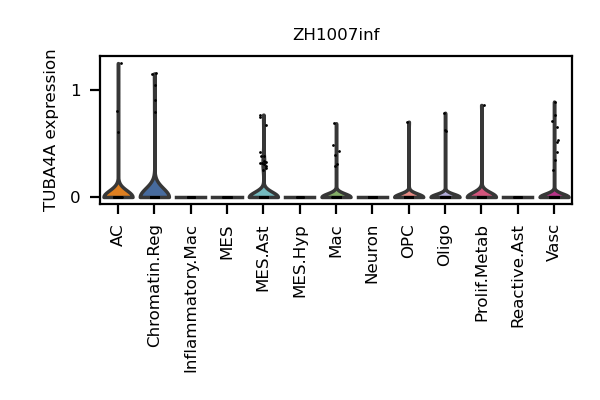 ZH1007inf
TUBA4A expression
1
0
AC
Chromatin.Reg
Inflammatory.Mac
MES
MES.Ast
MES.Hyp
Mac
Neuron
OPC
Oligo
Prolif.Metab
Reactive.Ast
Vasc